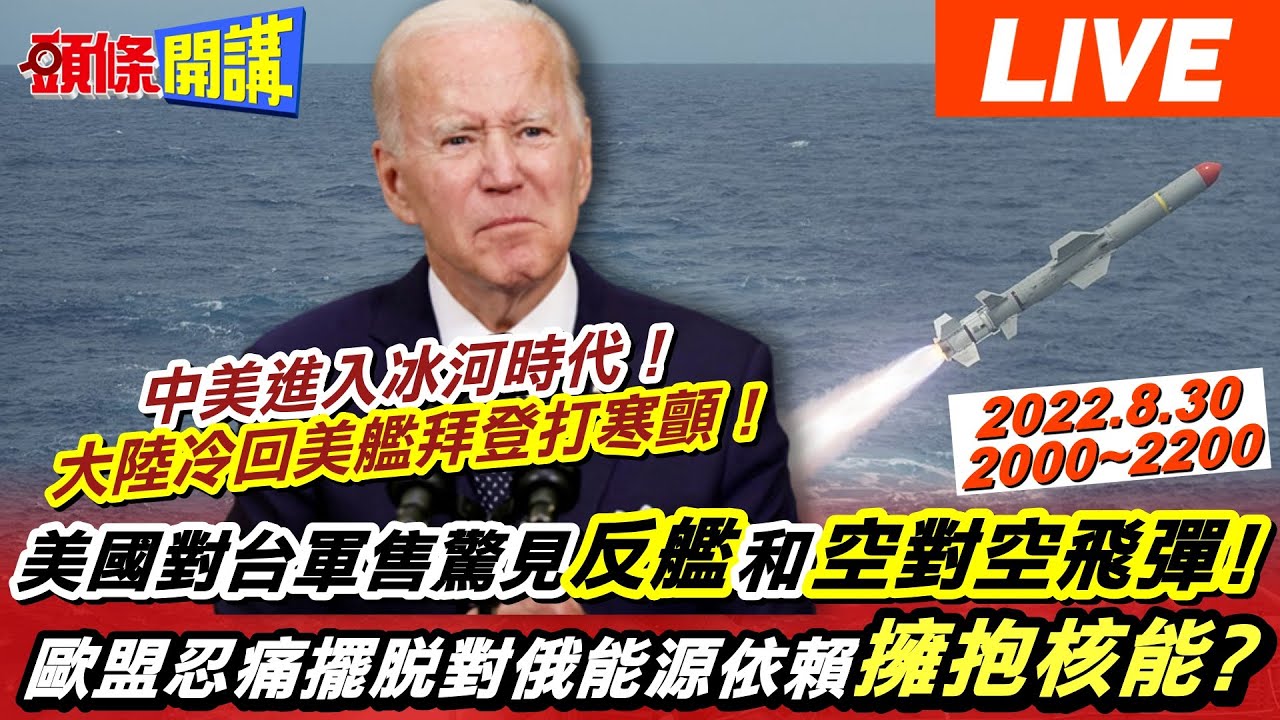 頭條開講
LIVE
中美進入冰河時代！
大陸冷回美艦拜登打寒顫！
2022.8.30
2000~2200
美國對台軍售驚見反艦和空對空飛彈!
歐盟忍痛擺脫對俄能源依賴擁抱核能?